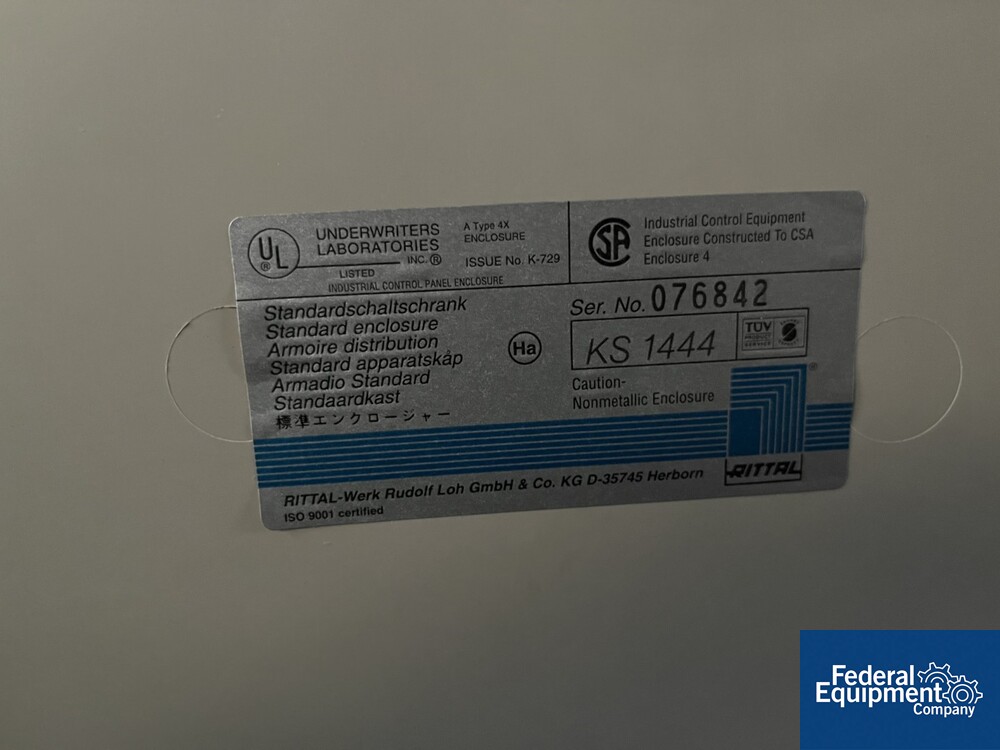 UL
®
UNDERWRITERS
LABORATORIES
INC.®
LISTED
INDUSTRIAL CONTROL PANEL ENCLOSURE
A Type 4X
ENCLOSURE
ISSUE No. K-729
SA
Industrial Control Equipment
Enclosure Constructed To CSA
Enclosure 4
Standardschaltschrank
Standard enclosure
Armoire distribution
Standard apparatskåp
Armadio Standard
Standaardkast
標準エンクロージャー
Ha
Ser. No. 076842
KS 1444
TÜV
PRODUCT
SERVICE
Caution-
Nonmetallic Enclosure
®
RITTAL
RITTAL-Werk Rudolf Loh GmbH & Co. KG D-35745 Herborn
ISO 9001 certified
Federal
Equipment
Company